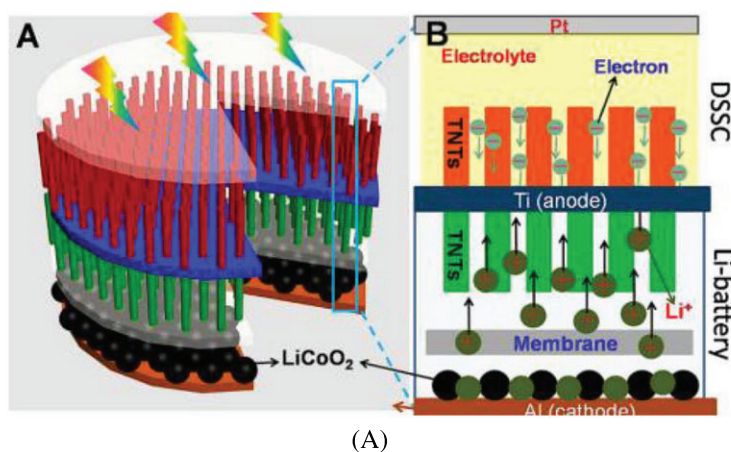 A
B
Pt
Electrolyte
Electron
TNTs
DSSC
Ti (anode)
TNTs
Li-battery
Li⁺
Membrane
LiCoO₂
Al (cathode)
(A)